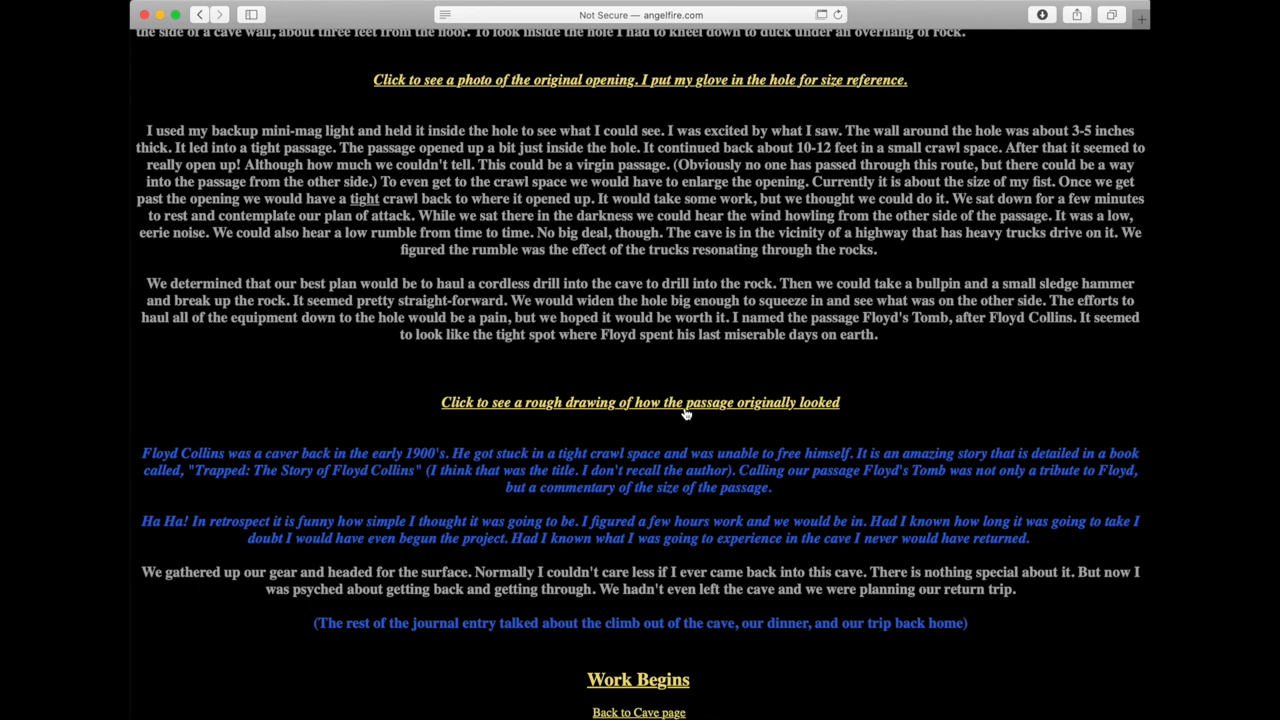 Not Secure — angelfire.com
the side of a cave wall, about three feet from the floor. To look inside the hole I had to kneel down to duck under an overhang of rock.
Click to see a photo of the original opening. I put my glove in the hole for size reference.
I used my backup mini-mag light and held it inside the hole to see what I could see. I was excited by what I saw. The wall around the hole was about 3-5 inches
thick. It led into a tight passage. The passage opened up a bit just inside the hole. It continued back about 10-12 feet in a small crawl space. After that it seemed to
really open up! Although how much we couldn't tell. This could be a virgin passage. (Obviously no one has passed through this route, but there could be a way
into the passage from the other side.) To even get to the crawl space we would have to enlarge the opening. Currently it is about the size of my fist. Once we get
past the opening we would have a tight crawl back to where it opened up. It would take some work, but we thought we could do it. We sat down for a few minutes
to rest and contemplate our plan of attack. While we sat there in the darkness we could hear the wind howling from the other side of the passage. It was a low,
eerie noise. We could also hear a low rumble from time to time. No big deal, though. The cave is in the vicinity of a highway that has heavy trucks drive on it. We
figured the rumble was the effect of the trucks resonating through the rocks.
We determined that our best plan would be to haul a cordless drill into the cave to drill into the rock. Then we could take a bullpin and a small sledge hammer
and break up the rock. It seemed pretty straight-forward. We would widen the hole big enough to squeeze in and see what was on the other side. The efforts to
haul all of the equipment down to the hole would be a pain, but we hoped it would be worth it. I named the passage Floyd's Tomb, after Floyd Collins. It seemed
to look like the tight spot where Floyd spent his last miserable days on earth.
Click to see a rough drawing of how the passage originally looked
Floyd Collins was a caver back in the early 1900's. He got stuck in a tight crawl space and was unable to free himself. It is an amazing story that is detailed in a book
called, "Trapped: The Story of Floyd Collins" (I think that was the title. I don't recall the author). Calling our passage Floyd's Tomb was not only a tribute to Floyd,
but a commentary of the size of the passage.
Ha Ha! In retrospect it is funny how simple I thought it was going to be. I figured a few hours work and we would be in. Had I known how long it was going to take I
doubt I would have even begun the project. Had I known what I was going to experience in the cave I never would have returned.
We gathered up our gear and headed for the surface. Normally I couldn't care less if I ever came back into this cave. There is nothing special about it. But now I
was psyched about getting back and getting through. We hadn't even left the cave and we were planning our return trip.
(The rest of the journal entry talked about the climb out of the cave, our dinner, and our trip back home)
Work Begins
Back to Cave page